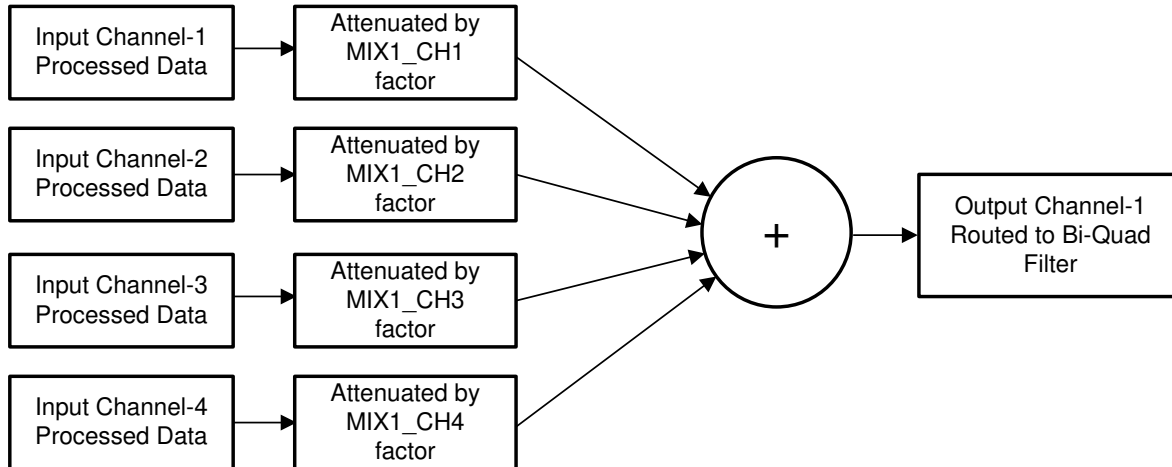 Input Channel-1
Processed Data
Attenuated by
MIX1_CH1
factor
Input Channel-2
Processed Data
Attenuated by
MIX1_CH2
factor
Input Channel-3
Processed Data
Attenuated by
MIX1_CH3
factor
Input Channel-4
Processed Data
Attenuated by
MIX1_CH4
factor
+
Output Channel-1
Routed to Bi-Quad
Filter